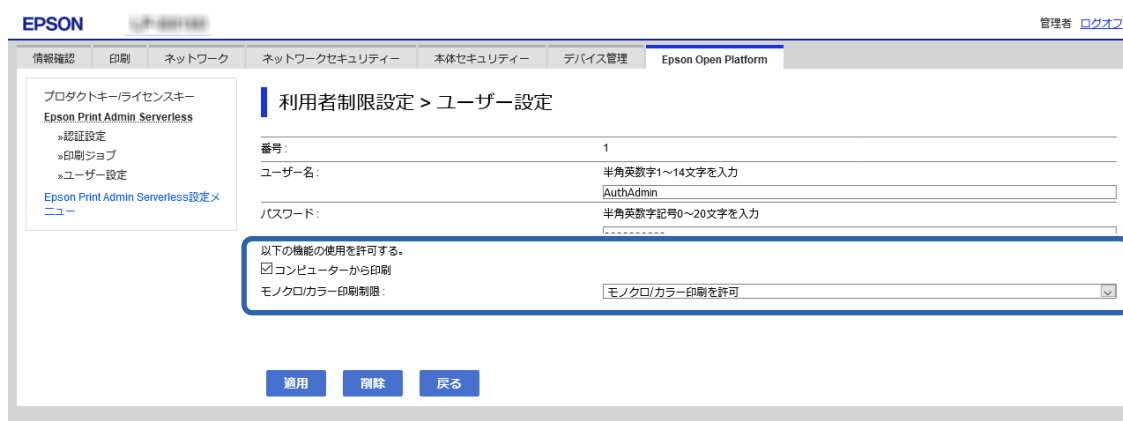 EPSON
管理者 ログオフ
情報確認 印刷 ネットワーク ネットワークセキュリティー 本体セキュリティー デバイス管理 Epson Open Platform
プロダクトキー/ライセンスキー
Epson Print Admin Serverless
»認証設定
»印刷ジョブ
»ユーザー設定
Epson Print Admin Serverless設定メ
ニュー
利用者制限設定 > ユーザー設定
番号 : 1
ユーザー名 : 半角英数字1～14文字を入力
AuthAdmin
パスワード : 半角英数字記号0～20文字を入力
以下の機能の使用を許可する。
コンピューターから印刷
モノクロ/カラー印刷制限 : モノクロ/カラー印刷を許可
適用 削除 戻る